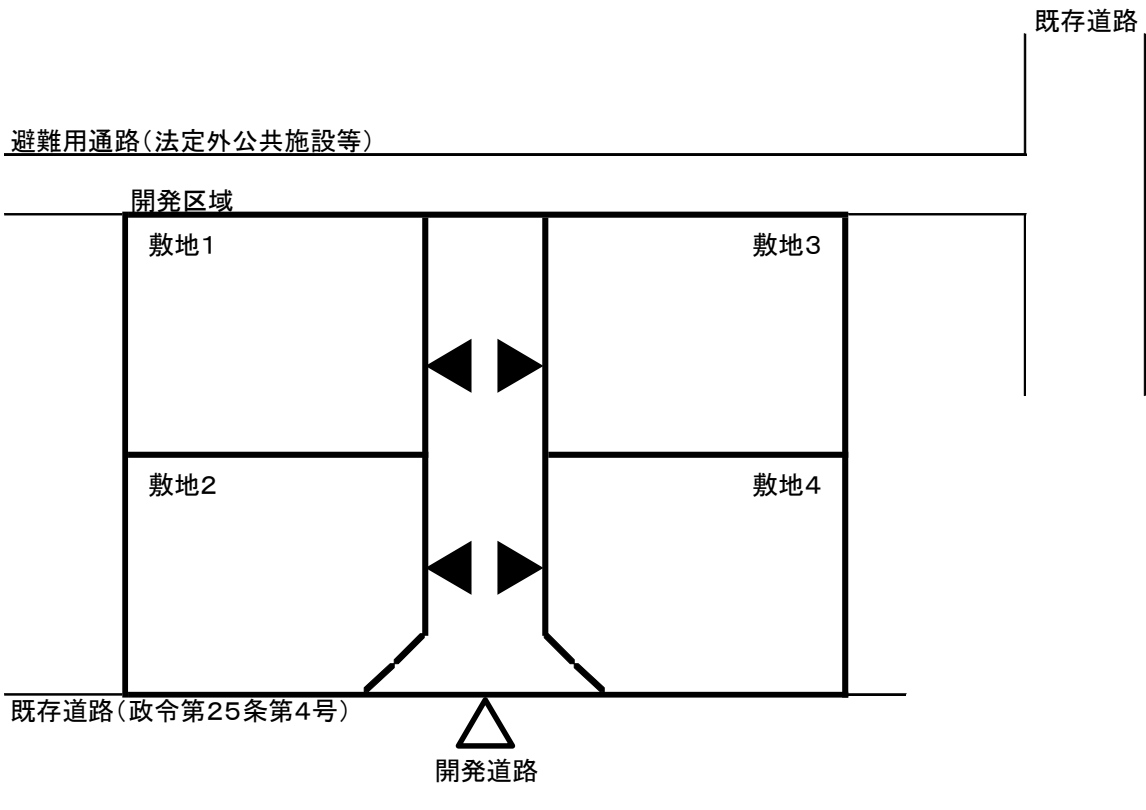 既存道路
避難用通路（法定外公共施設等）
開発区域
敷地１
敷地３
敷地２
敷地４
既存道路（政令第２５条第４号）
開発道路